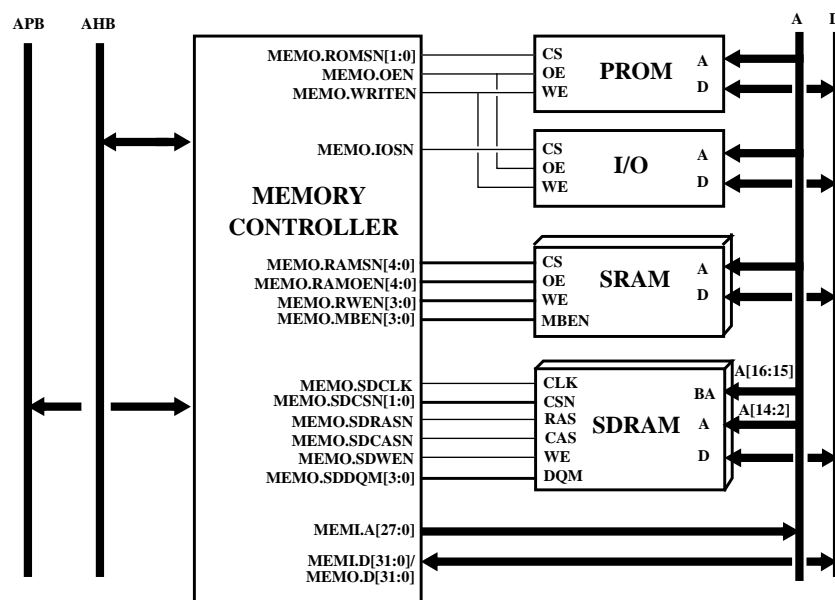 APB AHB A D
MEMO.ROMSN[1:0]
MEMO.OEN
MEMO.WRITEN
CS
OE
WE
PROM
A
D
MEMO.IOSN
CS
OE
WE
I/O
A
D
MEMORY
CONTROLLER
MEMO.RAMSN[4:0]
MEMO.RAMOEN[4:0]
MEMO.RWEN[3:0]
MEMO.MBEN[3:0]
CS
OE
WE
MBEN
SRAM
A
D
MEMO.SDCLK
MEMO.SDCSN[1:0]
MEMO.SDRASN
MEMO.SDCASN
MEMO.SDWEN
MEMO.SDDQM[3:0]
CLK
CSN
RAS
CAS
WE
DQM
SDRAM
BA
A
D
A[16:15]
A[14:2]
MEMI.A[27:0]
MEMI.D[31:0]/
MEMO.D[31:0]